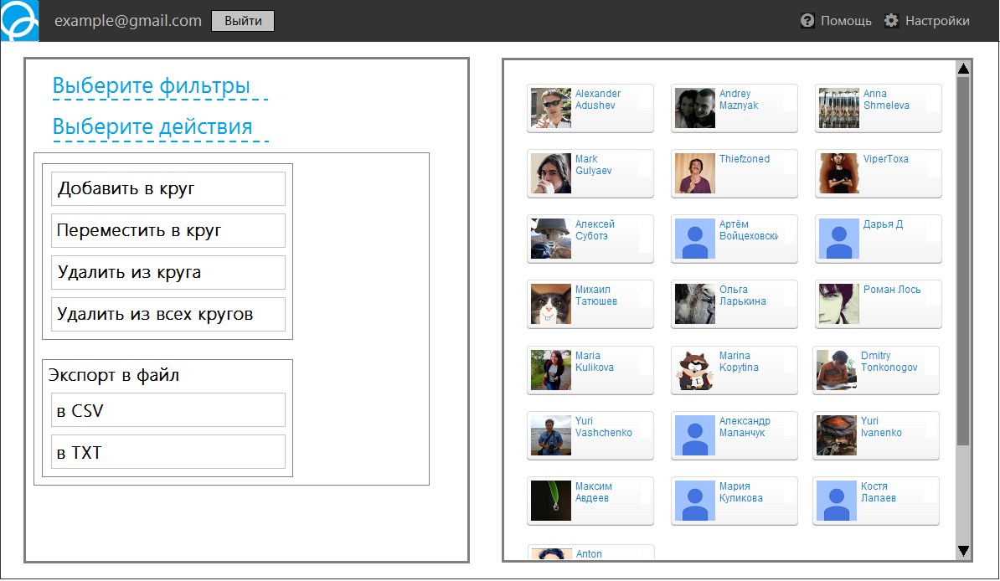 example@gmail.com Выйти
Помощь Настройки
Выберите фильтры
Выберите действия
Добавить в круг
Переместить в круг
Удалить из круга
Удалить из всех кругов
Экспорт в файл
в CSV
в TXT
Alexander
Adushev
Andrey
Maznyak
Anna
Shmeleva
Mark
Gulyaev
Thiefzoned
ViperToxa
Алексей
Суботэ
Артём
Войцеховски
Дарья Д
Михаил
Татюшев
Ольга
Ларькина
Роман Лось
Maria
Kulikova
Marina
Kopytina
Dmitry
Tonkonogov
Yuri
Vashchenko
Александр
Маланчук
Yuri
Ivanenko
Максим
Авдеев
Мария
Куликова
Костя
Лапаев
Anton